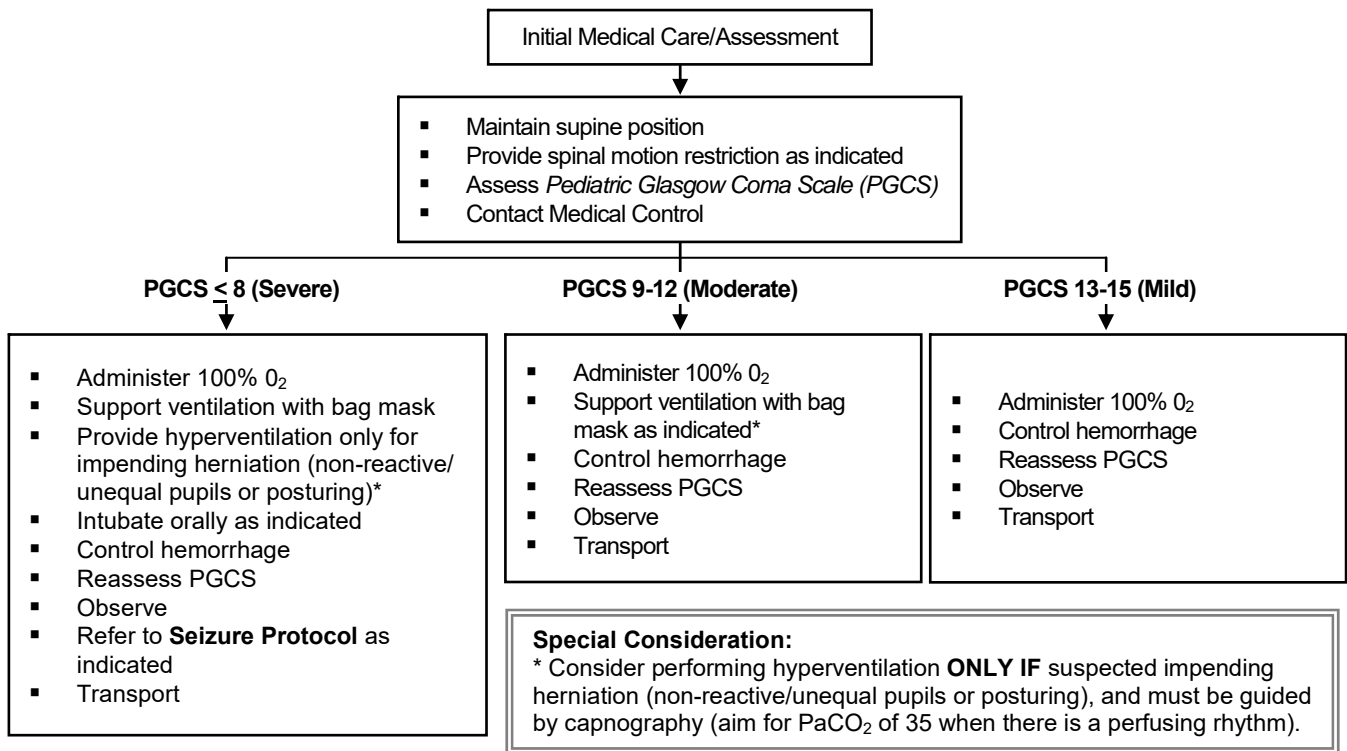 Initial Medical Care/Assessment
▪ Maintain supine position
▪ Provide spinal motion restriction as indicated
▪ Assess Pediatric Glasgow Coma Scale (PGCS)
▪ Contact Medical Control
PGCS ≤ 8 (Severe)
PGCS 9-12 (Moderate)
PGCS 13-15 (Mild)
▪ Administer 100% 0₂
▪ Support ventilation with bag mask
▪ Provide hyperventilation only for
impending herniation (non-reactive/
unequal pupils or posturing)*
▪ Intubate orally as indicated
▪ Control hemorrhage
▪ Reassess PGCS
▪ Observe
▪ Refer to Seizure Protocol as
indicated
▪ Transport
▪ Administer 100% 0₂
▪ Support ventilation with bag
mask as indicated*
▪ Control hemorrhage
▪ Reassess PGCS
▪ Observe
▪ Transport
▪ Administer 100% 0₂
▪ Control hemorrhage
▪ Reassess PGCS
▪ Observe
▪ Transport
Special Consideration:
* Consider performing hyperventilation ONLY IF suspected impending
herniation (non-reactive/unequal pupils or posturing), and must be guided
by capnography (aim for PaCO₂ of 35 when there is a perfusing rhythm).